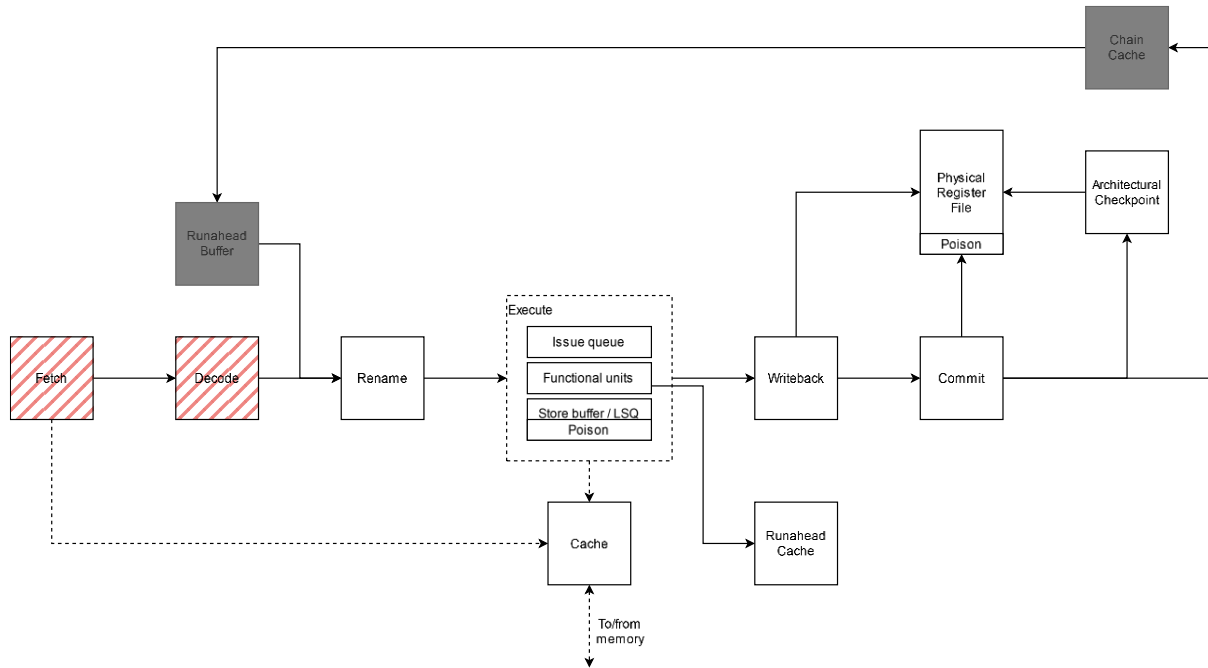 Chain
Cache
Physical
Register
File
Poison
Architectural
Checkpoint
Runahead
Buffer
Execute
Issue queue
Functional units
Store buffer / LSQ
Poison
Fetch
Decode
Rename
Writeback
Commit
Cache
Runahead
Cache
To/from
memory